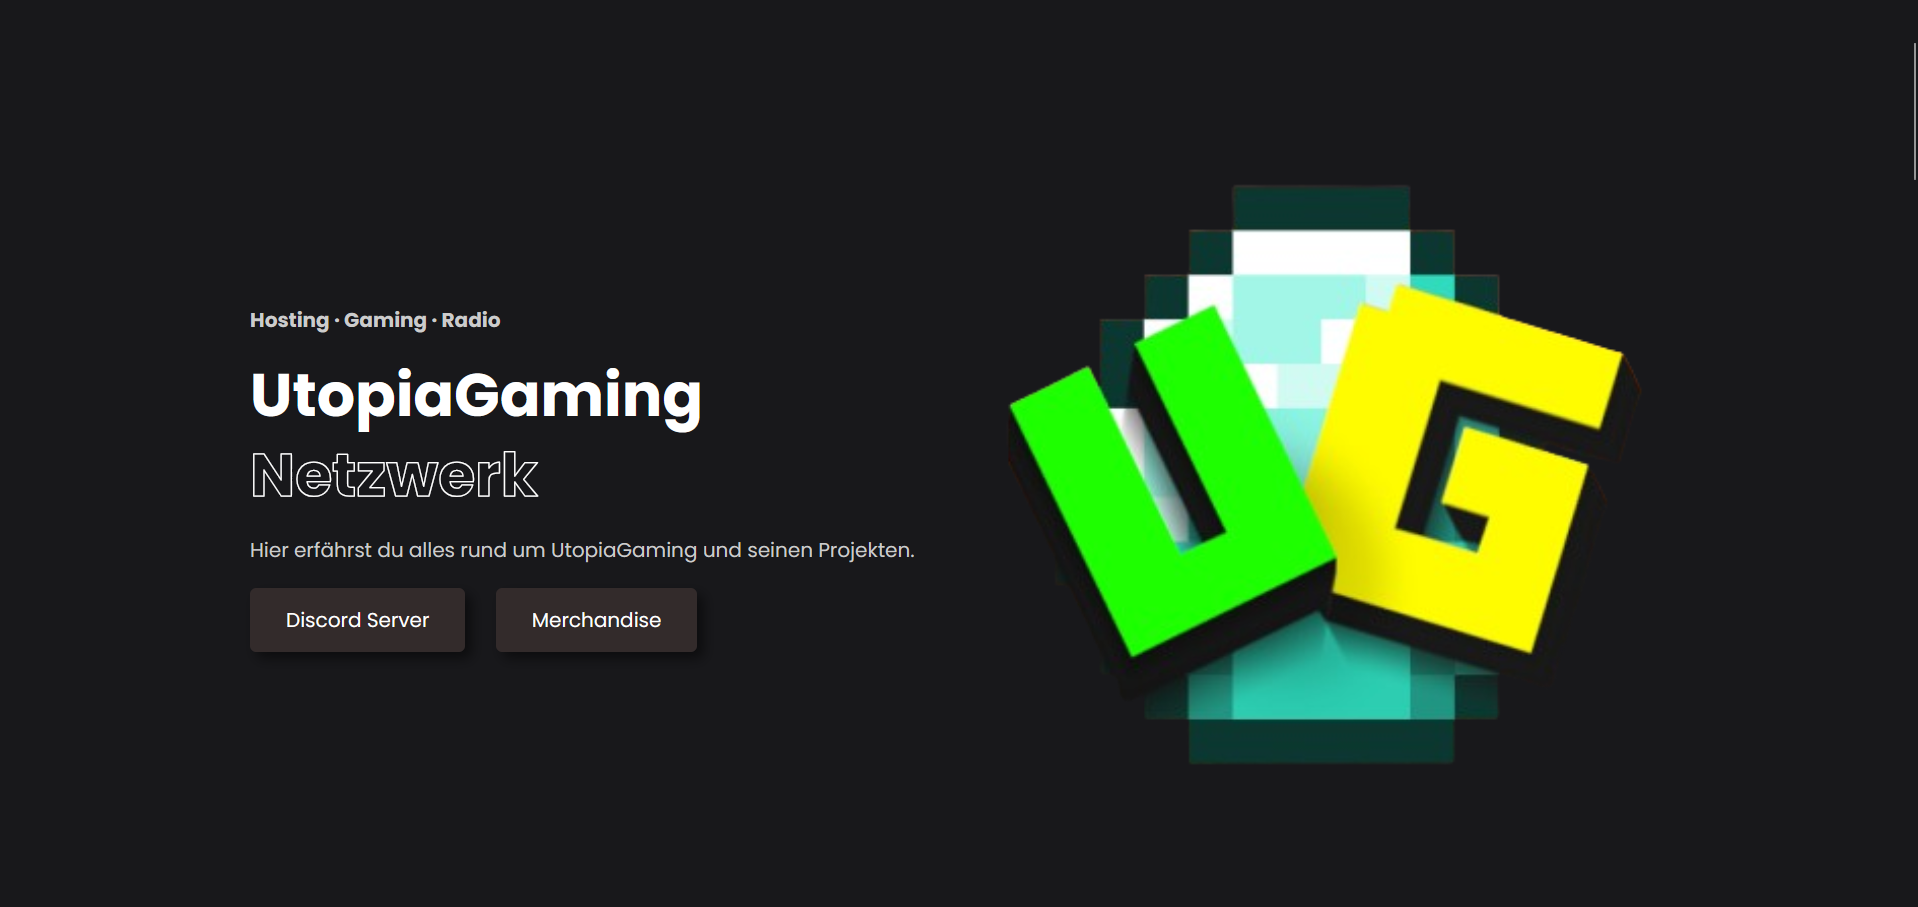 Hosting · Gaming · Radio
UtopiaGaming
Netzwerk
Hier erfährst du alles rund um UtopiaGaming und seinen Projekten.
Discord Server
Merchandise
UG